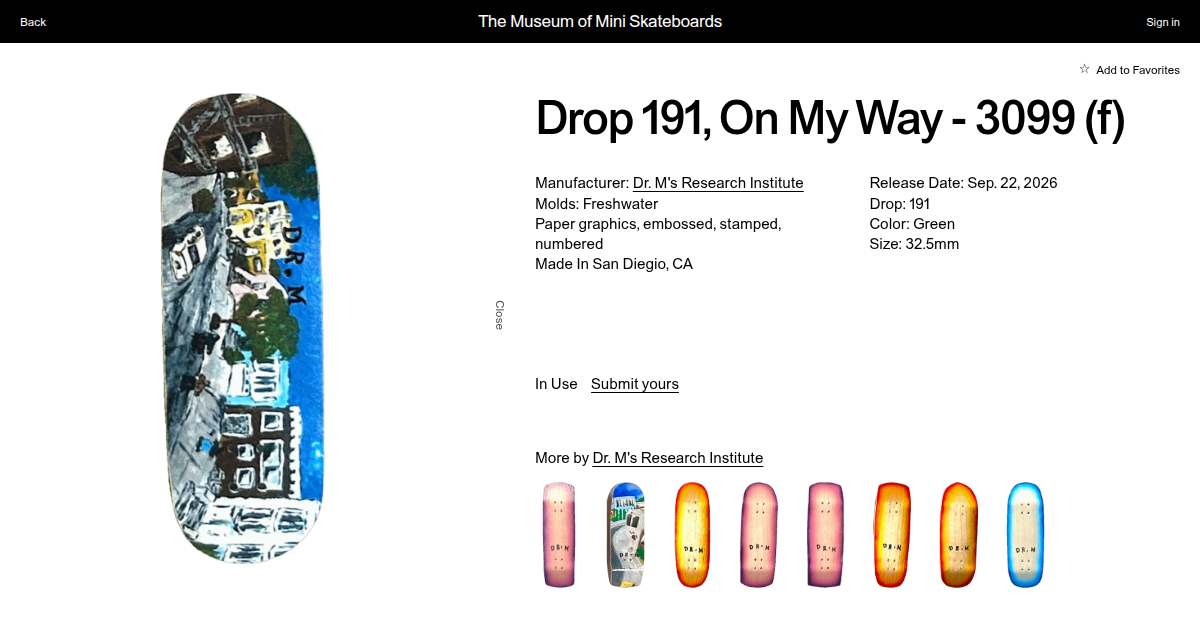 Back
The Museum of Mini Skateboards
Sign in
☆ Add to Favorites
Drop 191, On My Way - 3099 (f)
Manufacturer: Dr. M's Research Institute
Molds: Freshwater
Paper graphics, embossed, stamped,
numbered
Made In San Diegio, CA
Release Date: Sep. 22, 2026
Drop: 191
Color: Green
Size: 32.5mm
DR. M
Close
In Use Submit yours
More by Dr. M's Research Institute
DR. M
DR. M
DR. M
DR. M
DR. M
DR. M
DR. M
DR. M